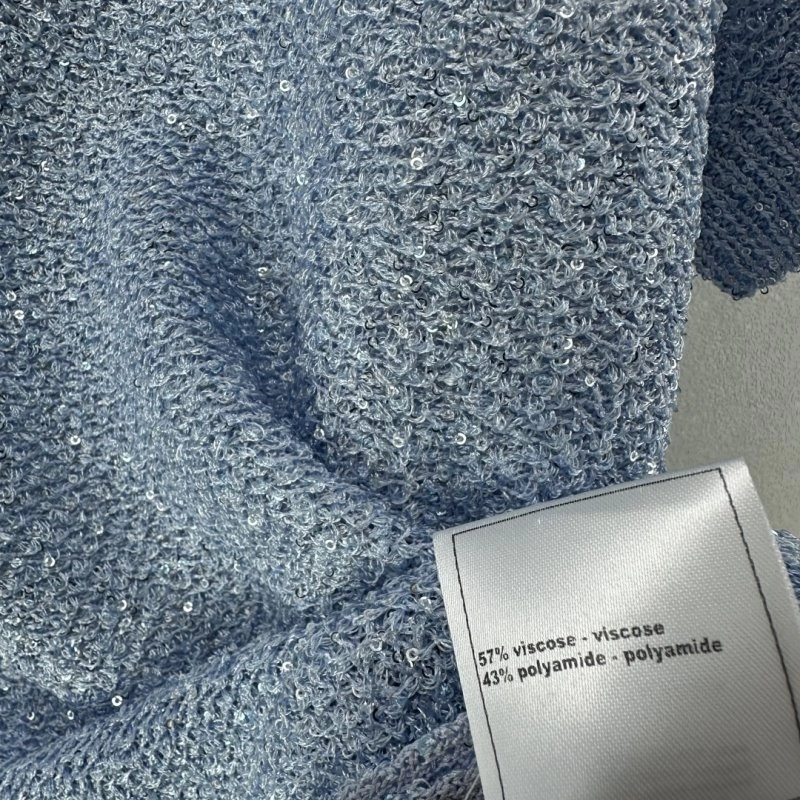 57% viscose - viscose
43% polyamide - polyamide